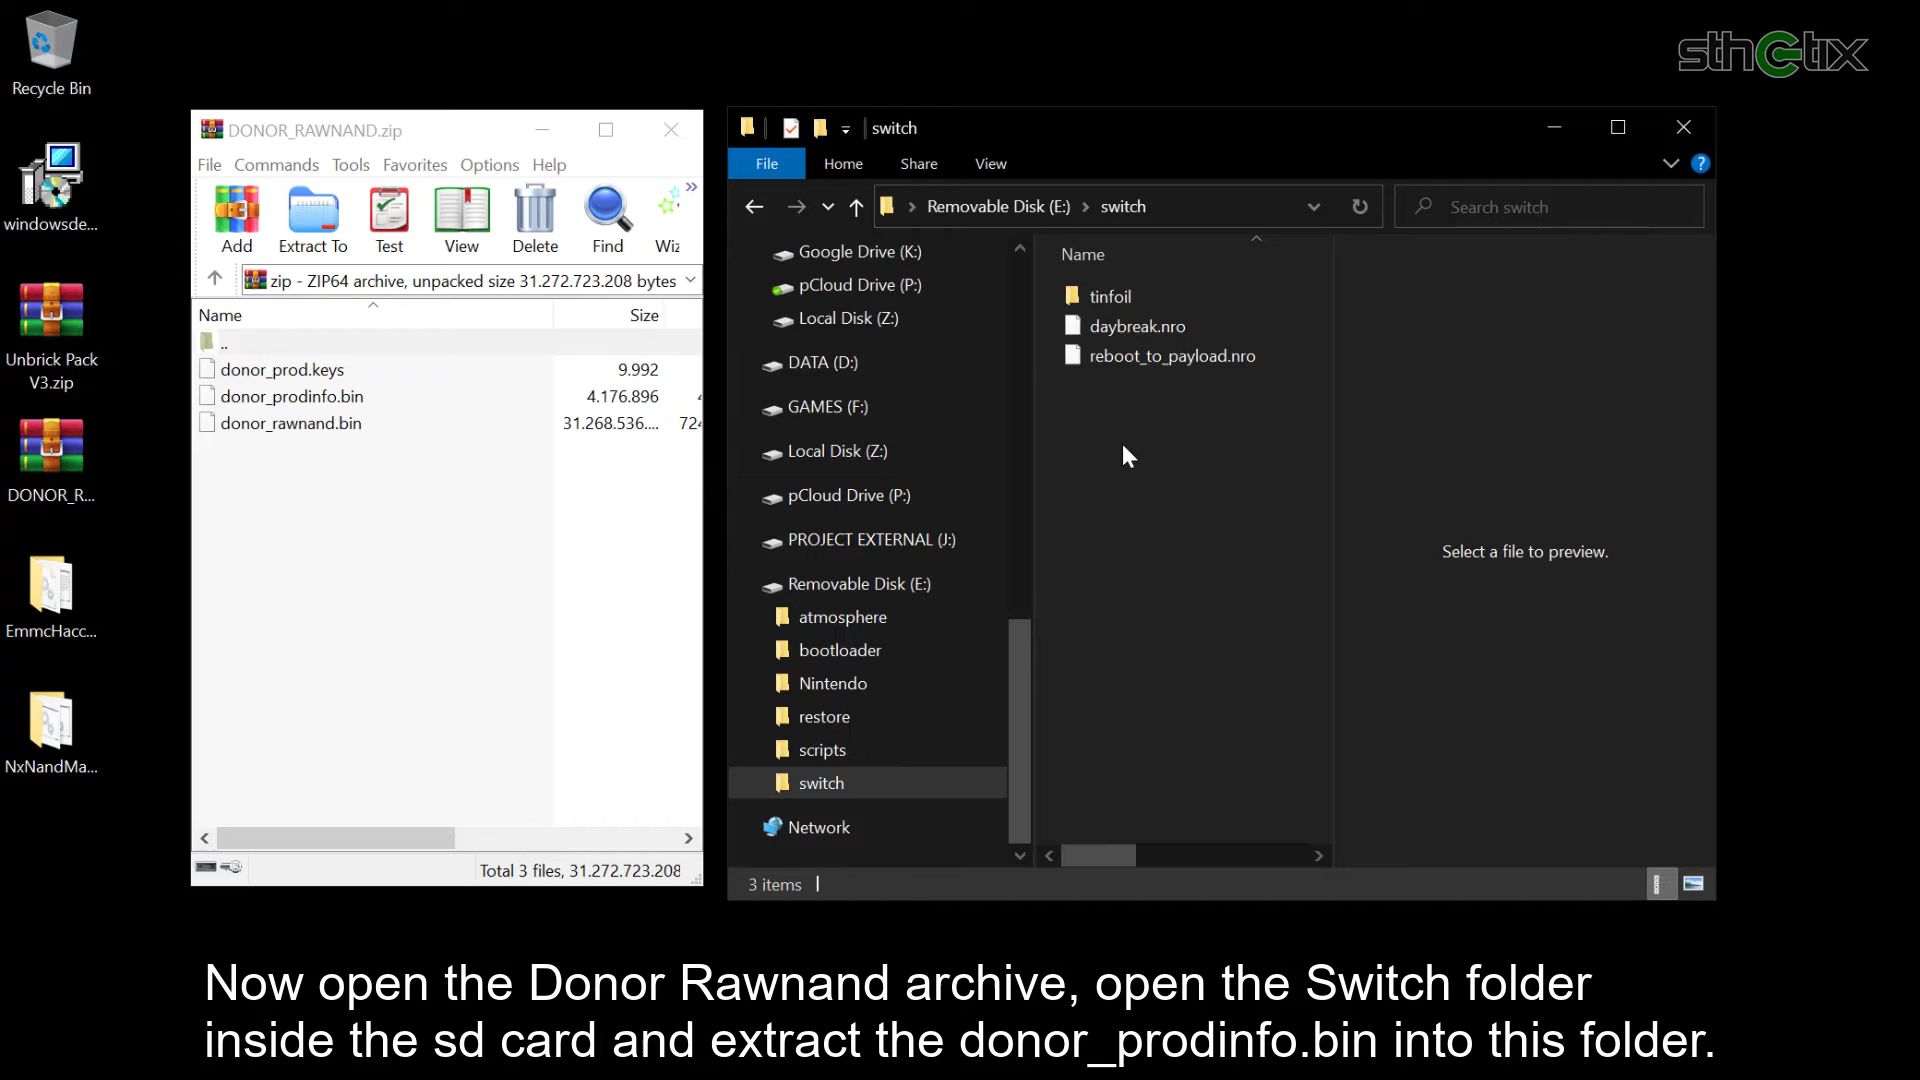 Recycle Bin
windowsde...
Unbrick Pack
V3.zip
DONOR_R...
EmmcHacc...
NxNandMa...
sthetix
DONOR_RAWNAND.zip
File Commands Tools Favorites Options Help
Add Extract To Test View Delete Find Wiz
zip - ZIP64 archive, unpacked size 31.272.723.208 bytes
Name Size
..
donor_prod.keys 9.992
donor_prodinfo.bin 4.176.896
donor_rawnand.bin 31.268.536.... 724
Total 3 files, 31.272.723.208
switch
File Home Share View
Removable Disk (E:) switch
Search switch
Google Drive (K:)
pCloud Drive (P:)
Local Disk (Z:)
DATA (D:)
GAMES (F:)
Local Disk (Z:)
pCloud Drive (P:)
PROJECT EXTERNAL (J:)
Removable Disk (E:)
atmosphere
bootloader
Nintendo
restore
scripts
switch
Network
Name
tinfoil
daybreak.nro
reboot_to_payload.nro
Select a file to preview.
3 items
Now open the Donor Rawnand archive, open the Switch folder
inside the sd card and extract the donor_prodinfo.bin into this folder.